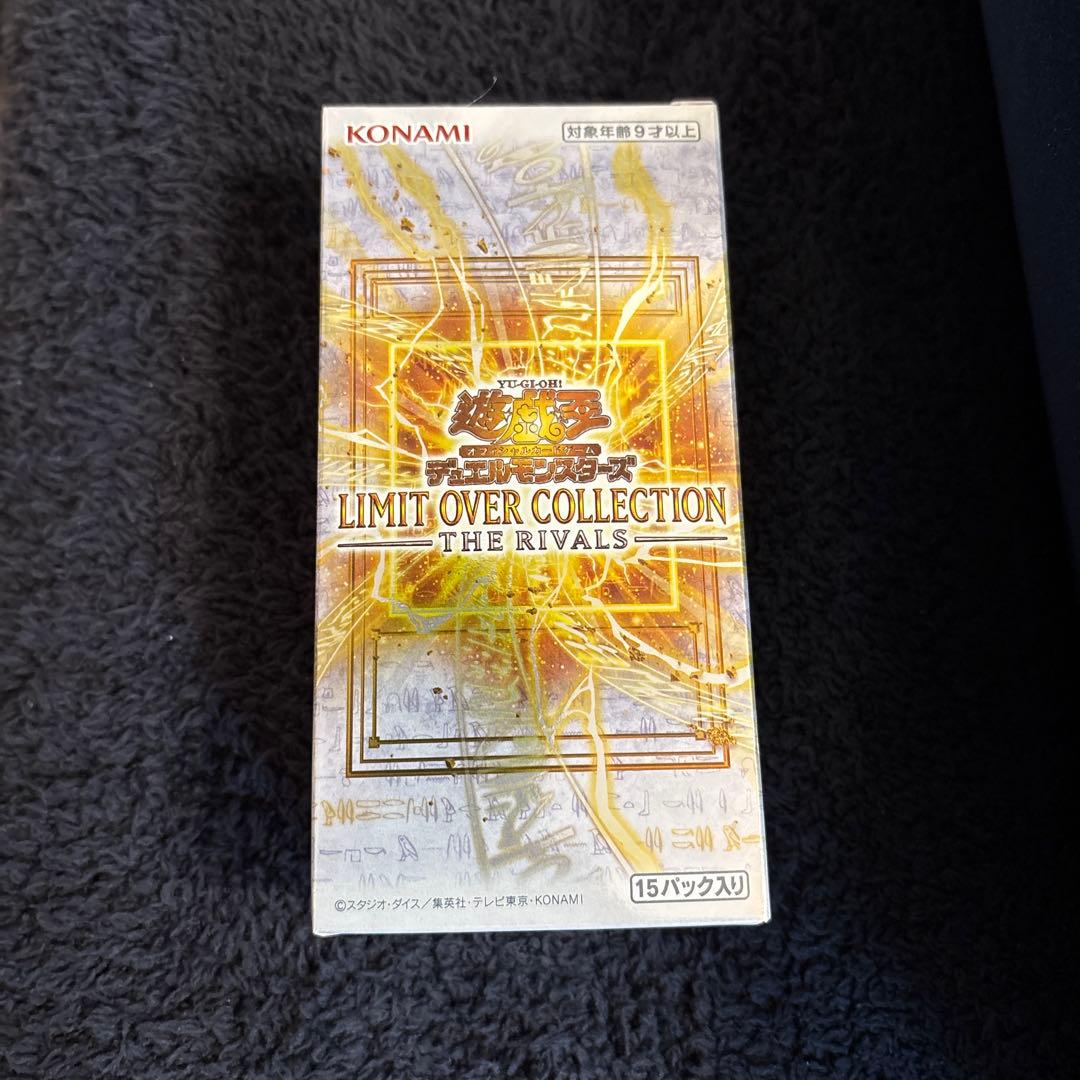 KONAMI
対象年齢9才以上
YU-GI-OH!
遊戯王
オフィシャルカードゲーム
デュエルモンスターズ
LIMIT OVER COLLECTION
THE RIVALS
15パック入り
©スタジオ・ダイス/集英社・テレビ東京・KONAMI